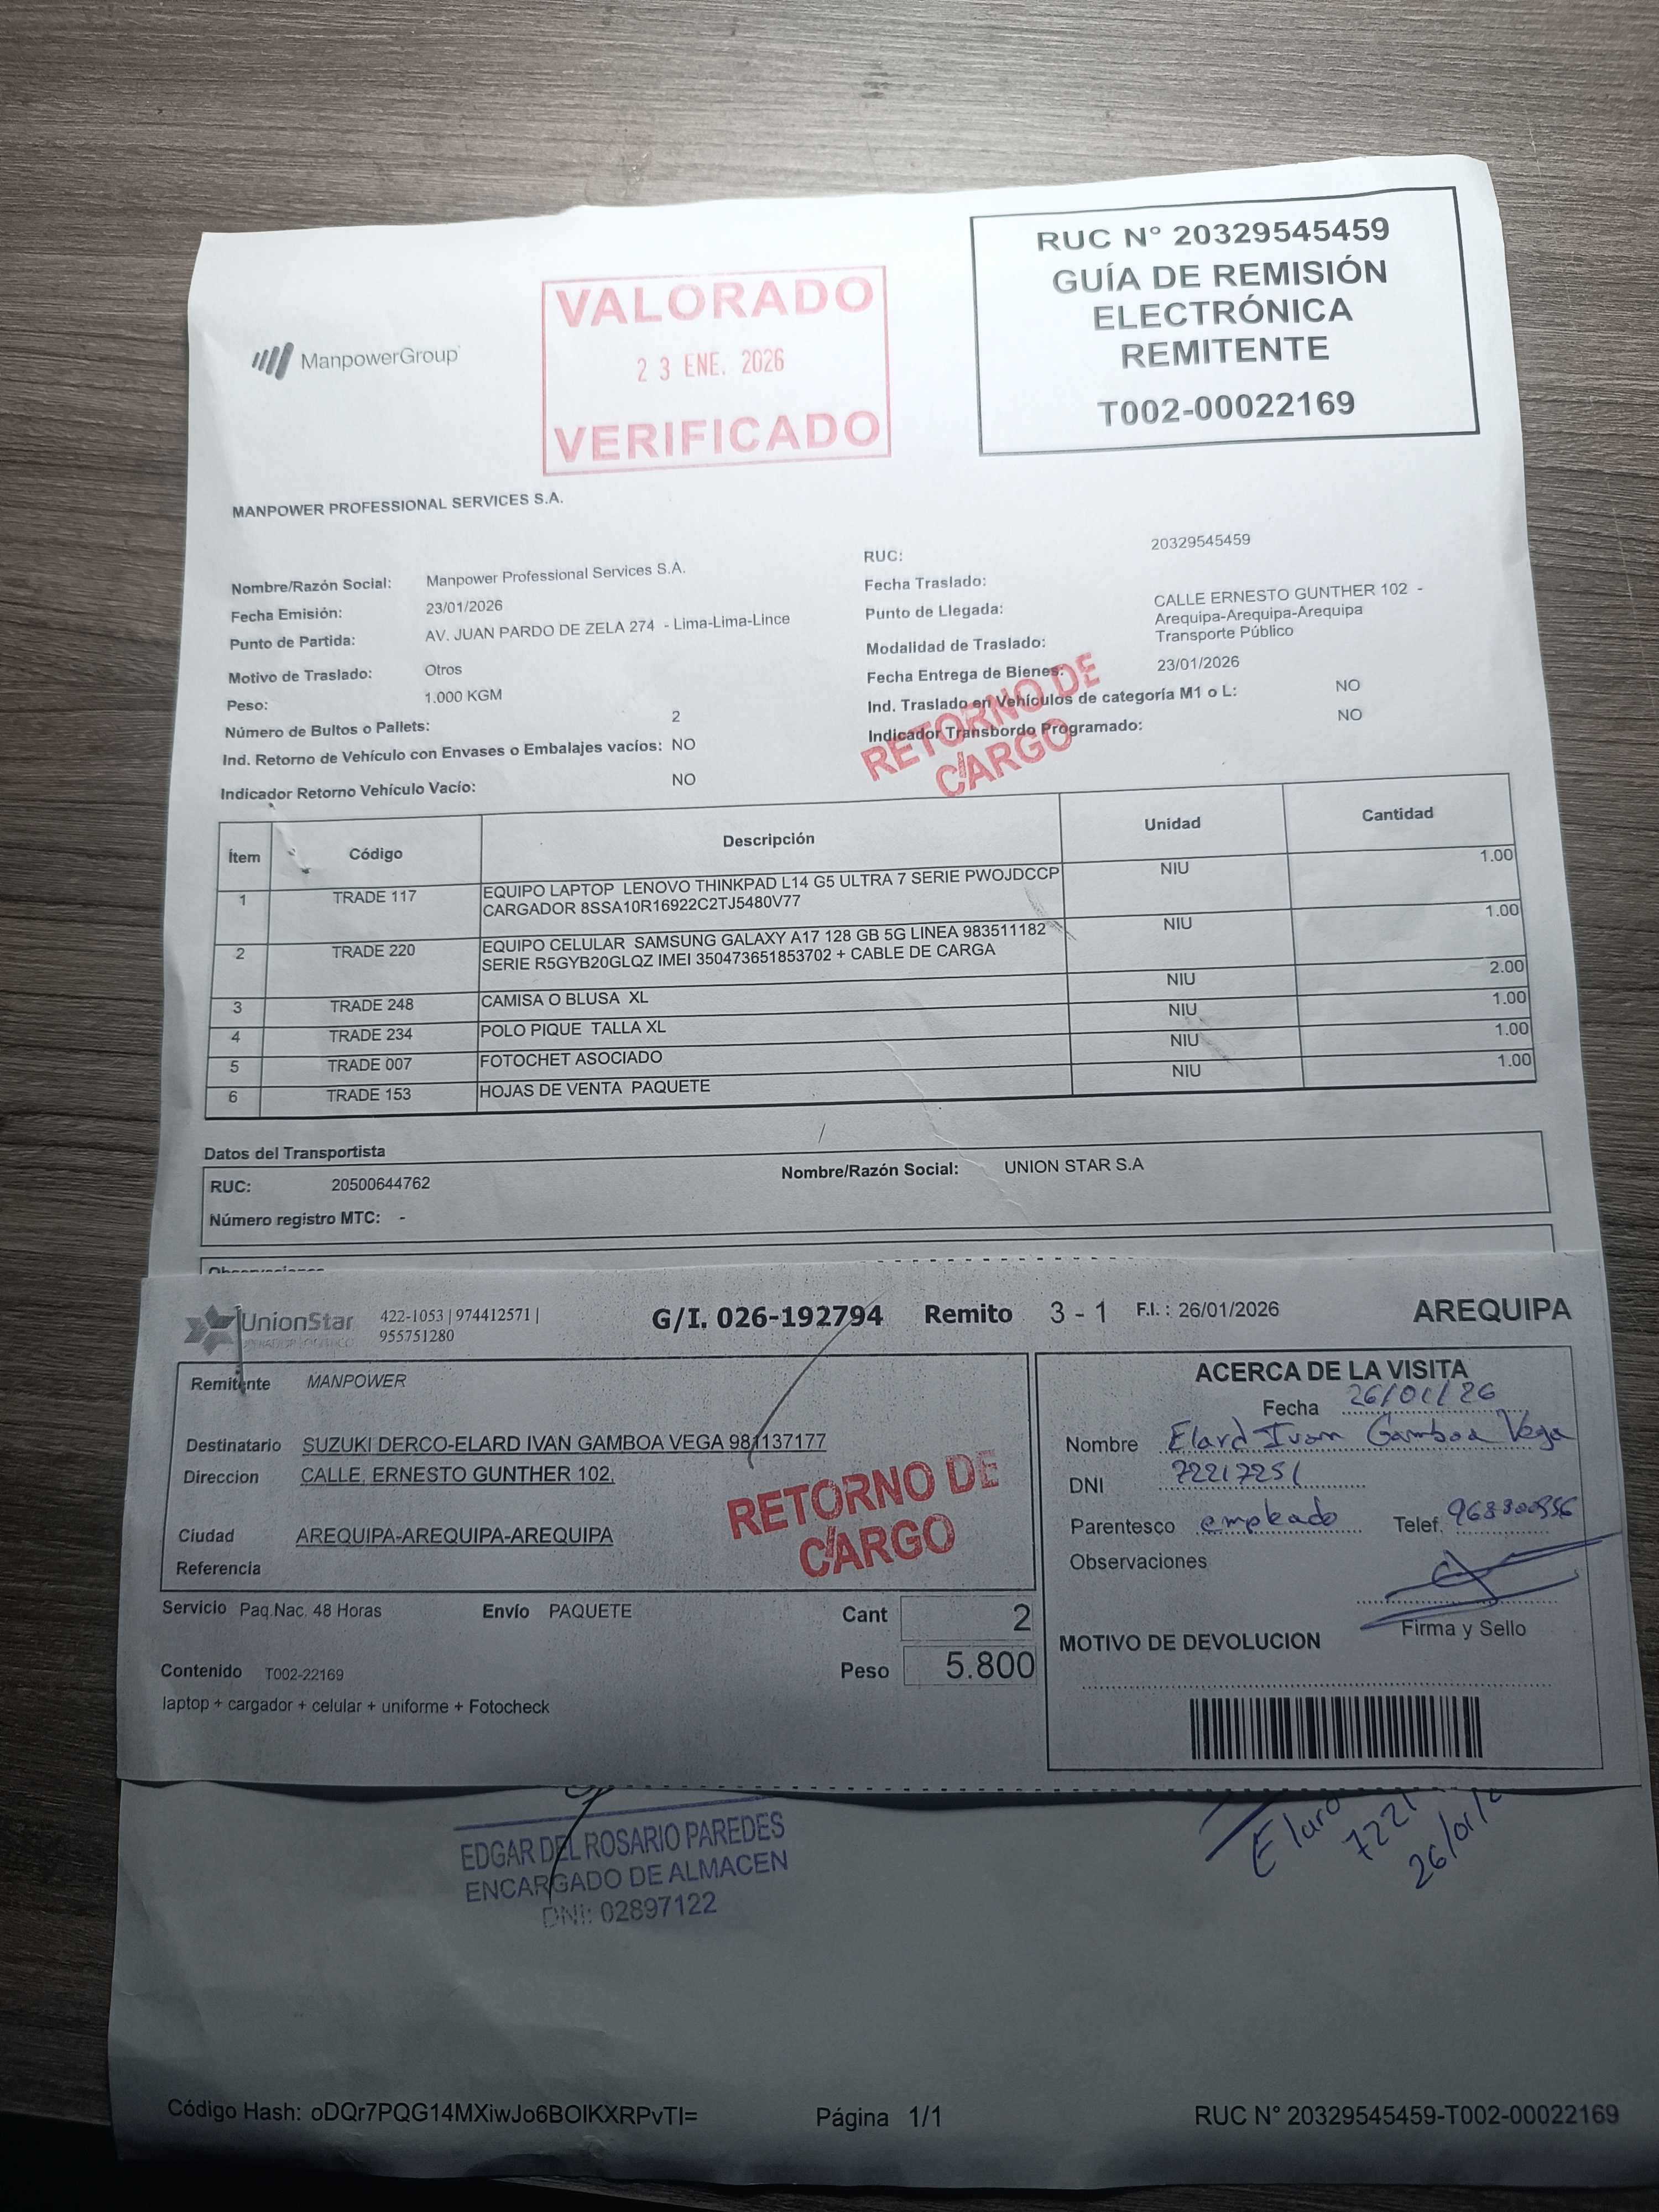 RUC N° 20329545459
GUÍA DE REMISIÓN
ELECTRÓNICA
REMITENTE
T002-00022169
ManpowerGroup
VALORADO
23 ENE. 2026
VERIFICADO
MANPOWER PROFESSIONAL SERVICES S.A.
Nombre/Razón Social: Manpower Professional Services S.A.
Fecha Emisión: 23/01/2026
Punto de Partida: AV. JUAN PARDO DE ZELA 274 - Lima-Lima-Lince
Motivo de Traslado: Otros
Peso: 1.000 KGM
Número de Bultos o Pallets: 2
Ind. Retorno de Vehículo con Envases o Embalajes vacíos: NO
Indicador Retorno Vehículo Vacío: NO
RUC: 20329545459
Fecha Traslado:
Punto de Llegada: CALLE ERNESTO GUNTHER 102 -
Arequipa-Arequipa-Arequipa
Modalidad de Traslado: Transporte Público
Fecha Entrega de Bienes: 23/01/2026
Ind. Traslado en Vehículos de categoría M1 o L: NO
Indicador Transbordo Programado: NO
RETORNO DE
CARGO
Ítem Código Descripción Unidad Cantidad
1 TRADE 117 EQUIPO LAPTOP LENOVO THINKPAD L14 G5 ULTRA 7 SERIE PWOJDCCP NIU 1.00
CARGADOR 8SSA10R16922C2TJ5480V77
2 TRADE 220 EQUIPO CELULAR SAMSUNG GALAXY A17 128 GB 5G LINEA 983511182 NIU 1.00
SERIE R5GYB20GLQZ IMEI 350473651853702 + CABLE DE CARGA
3 TRADE 248 CAMISA O BLUSA XL NIU 2.00
4 TRADE 234 POLO PIQUE TALLA XL NIU 1.00
5 TRADE 007 FOTOCHET ASOCIADO NIU 1.00
6 TRADE 153 HOJAS DE VENTA PAQUETE NIU 1.00
Datos del Transportista
RUC: 20500644762 Nombre/Razón Social: UNION STAR S.A
Número registro MTC: -
Observaciones
UnionStar
422-1053 | 974412571 |
955751280
G/I. 026-192794 Remito 3 - 1 F.I. : 26/01/2026 AREQUIPA
Remitente MANPOWER
Destinatario SUZUKI DERCO-ELARD IVAN GAMBOA VEGA 981137177
Direccion CALLE, ERNESTO GUNTHER 102,
Ciudad AREQUIPA-AREQUIPA-AREQUIPA
Referencia
RETORNO DE
CARGO
Servicio Paq.Nac. 48 Horas Envío PAQUETE Cant 2
Contenido T002-22169 Peso 5.800
laptop + cargador + celular + uniforme + Fotocheck
ACERCA DE LA VISITA
Fecha 26/01/26
Nombre Elard Ivan Gamboa Vega
DNI 72217251
Parentesco empleado Telef.
Observaciones
Firma y Sello
MOTIVO DE DEVOLUCION
EDGAR DEL ROSARIO PAREDES
ENCARGADO DE ALMACEN
DNI: 02897122
Elard
7221
26/01/2
Código Hash: oDQr7PQG14MXiwJo6BOIKXRPvTI= Página 1/1 RUC N° 20329545459-T002-00022169